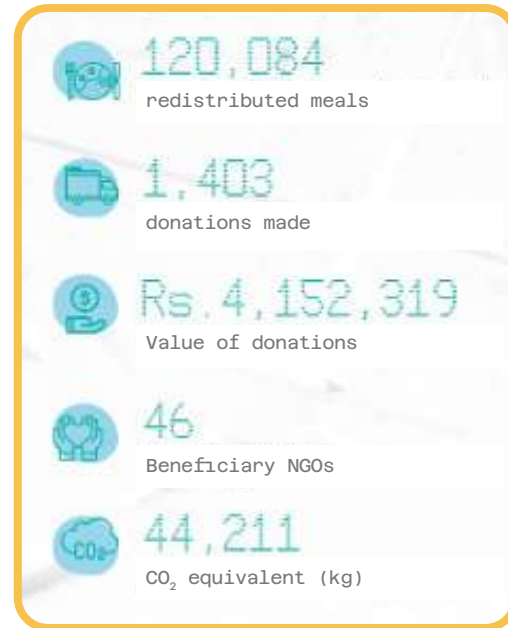 120,084
redistributed meals
1,403
donations made
Rs.4,152,319
Value of donations
46
Beneficiary NGOs
44,211
CO₂ CO₂ equivalent (kg)